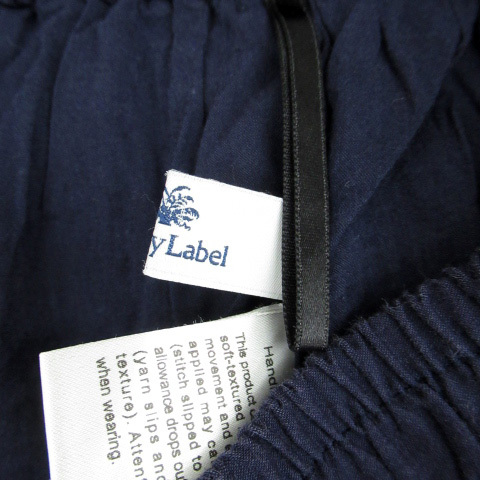 y Label
Handl
This product
soft-textured
movement and
applied may ca
(stitch slipped to
allowance drops ou
(yarn slips and
texture). Atten
when wearing.